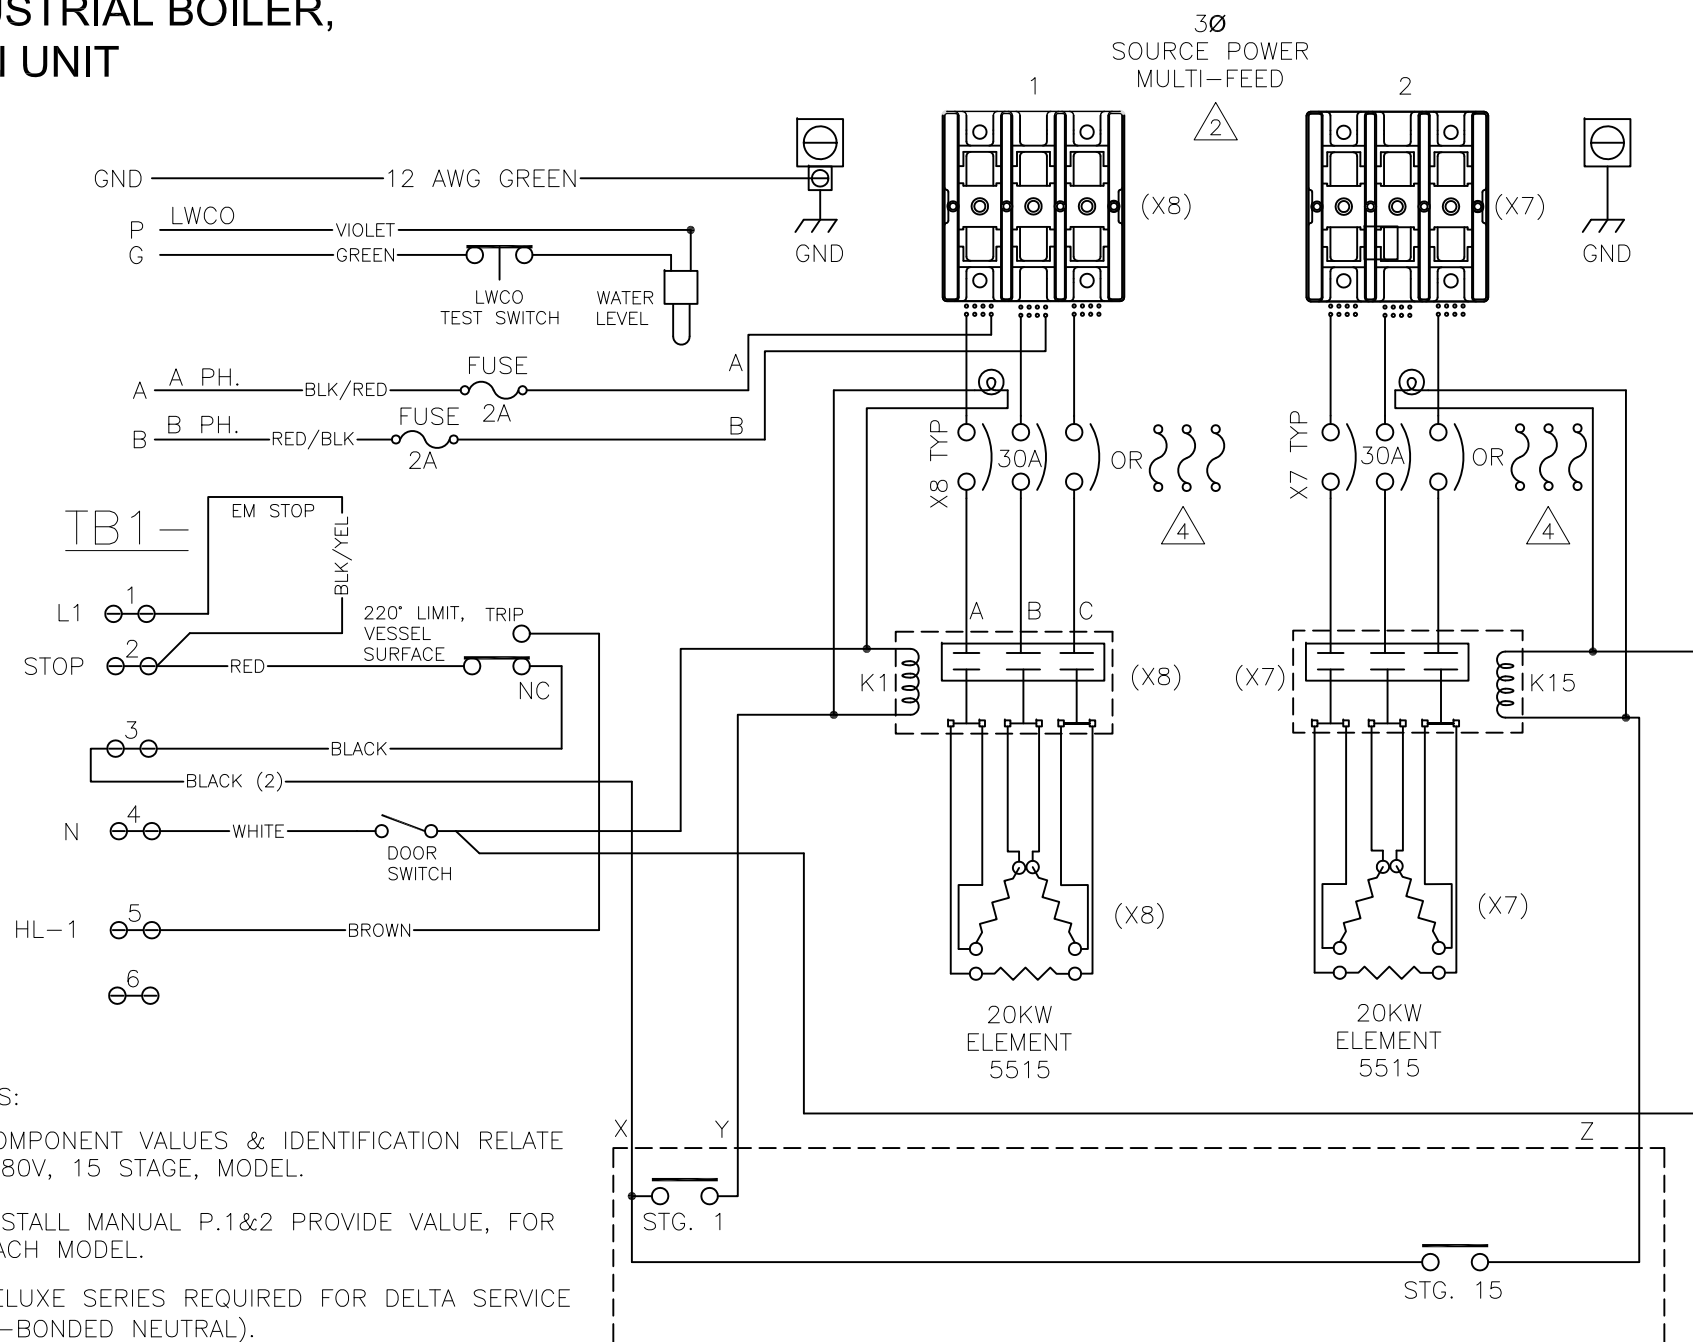 USTRIAL BOILER,
UNIT
3Ø
SOURCE POWER
MULTI-FEED
2
1
2
GND
12 AWG GREEN
GND
(X8)
(X7)
GND
P
LWCO
VIOLET
G
GREEN
LWCO
TEST SWITCH
WATER
LEVEL
A
A PH.
BLK/RED
FUSE
2A
A
B
B PH.
RED/BLK
FUSE
2A
B
X8 TYP
30A
OR
4
X7 TYP
30A
OR
4
TB1-
EM STOP
BLK/YEL
L1
1
STOP
2
RED
220° LIMIT,
VESSEL
SURFACE
TRIP
NC
3
BLACK
BLACK (2)
N
4
WHITE
DOOR
SWITCH
HL-1
5
BROWN
6
A
B
C
K1
(X8)
(X7)
K15
(X8)
(X7)
20KW
ELEMENT
5515
20KW
ELEMENT
5515
S:
OMPONENT VALUES & IDENTIFICATION RELATE
80V, 15 STAGE, MODEL.
STALL MANUAL P.1&2 PROVIDE VALUE, FOR
ACH MODEL.
ELUXE SERIES REQUIRED FOR DELTA SERVICE
-BONDED NEUTRAL).
X
Y
Z
STG. 1
STG. 15